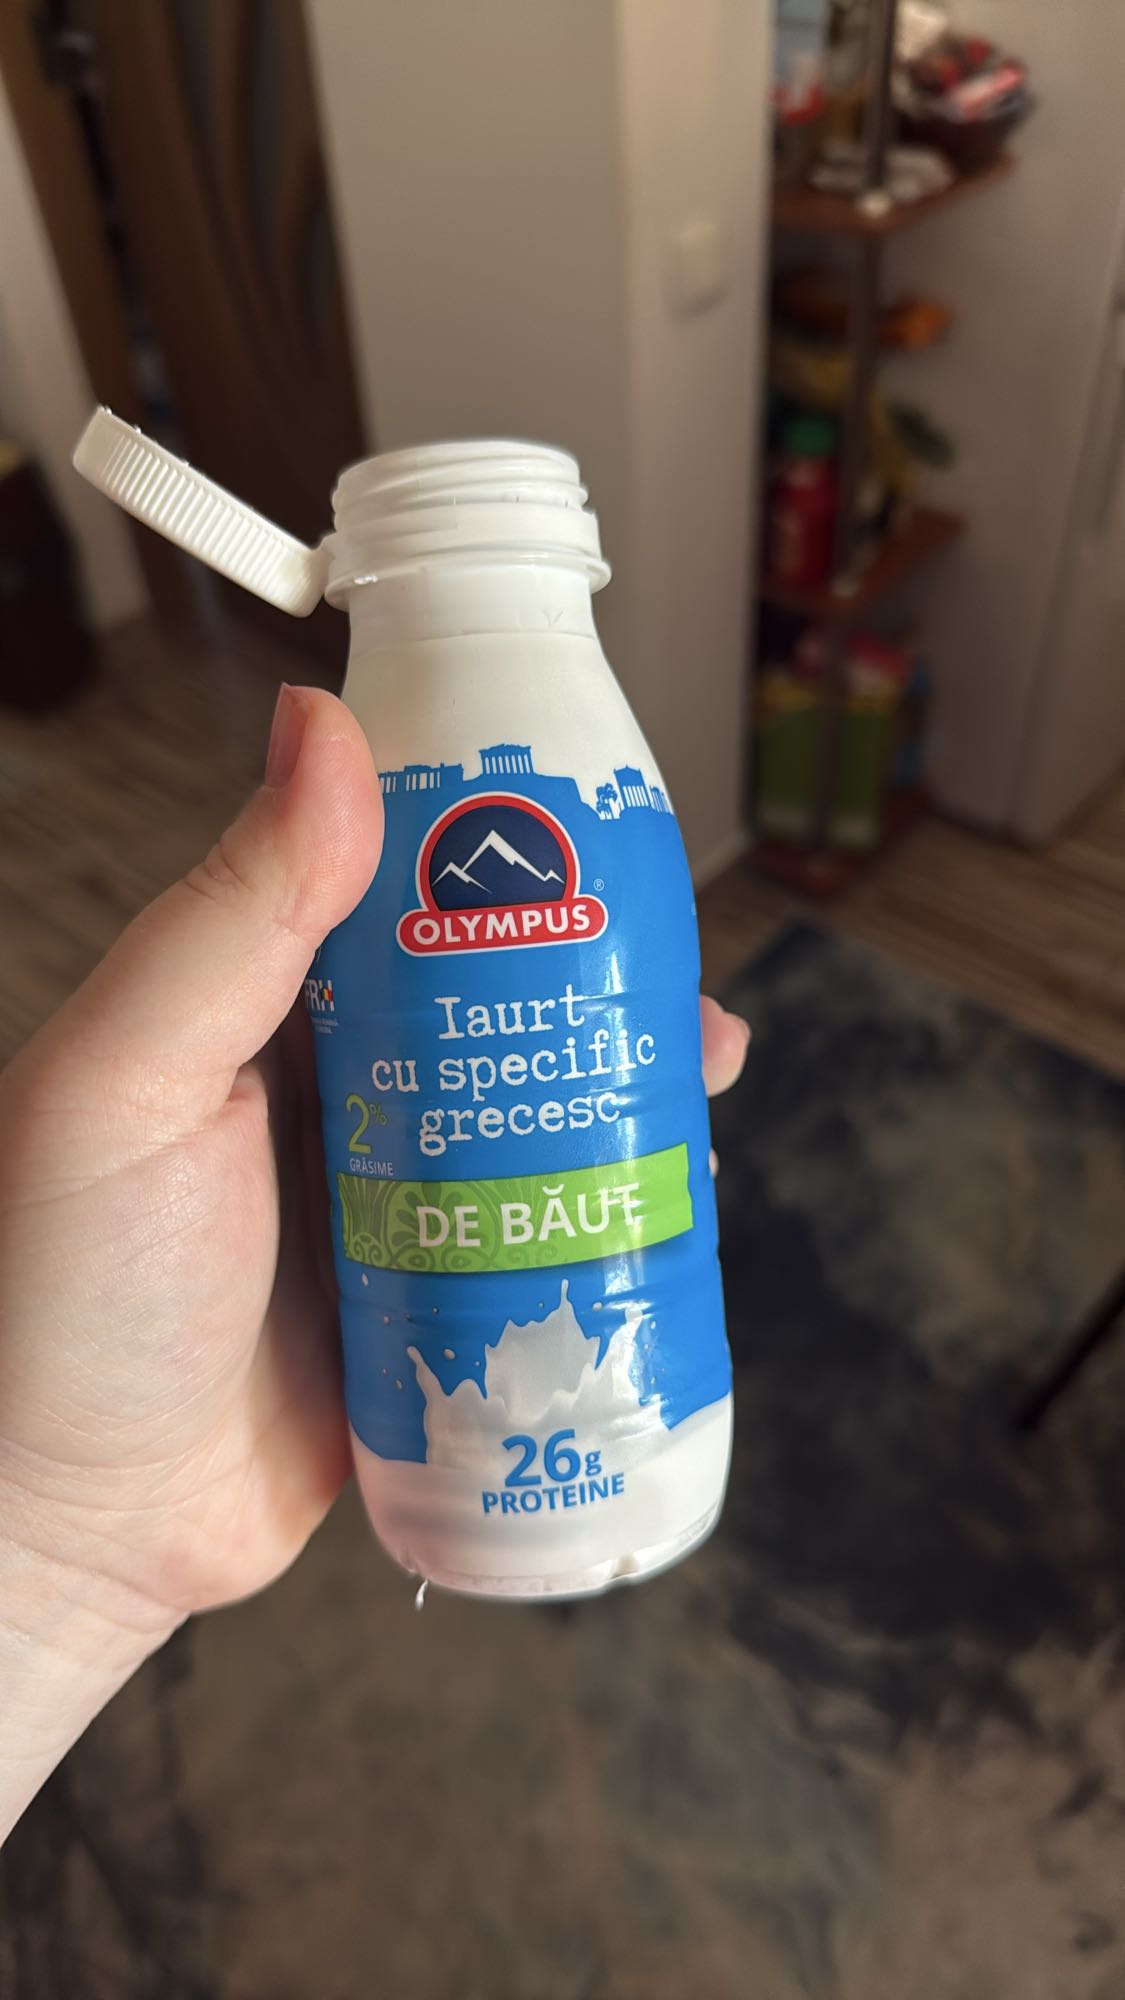 OLYMPUS
®
Iaurt
cu specific
grecesc
2%
GRĂSIME
DE BĂUT
26g
PROTEINE